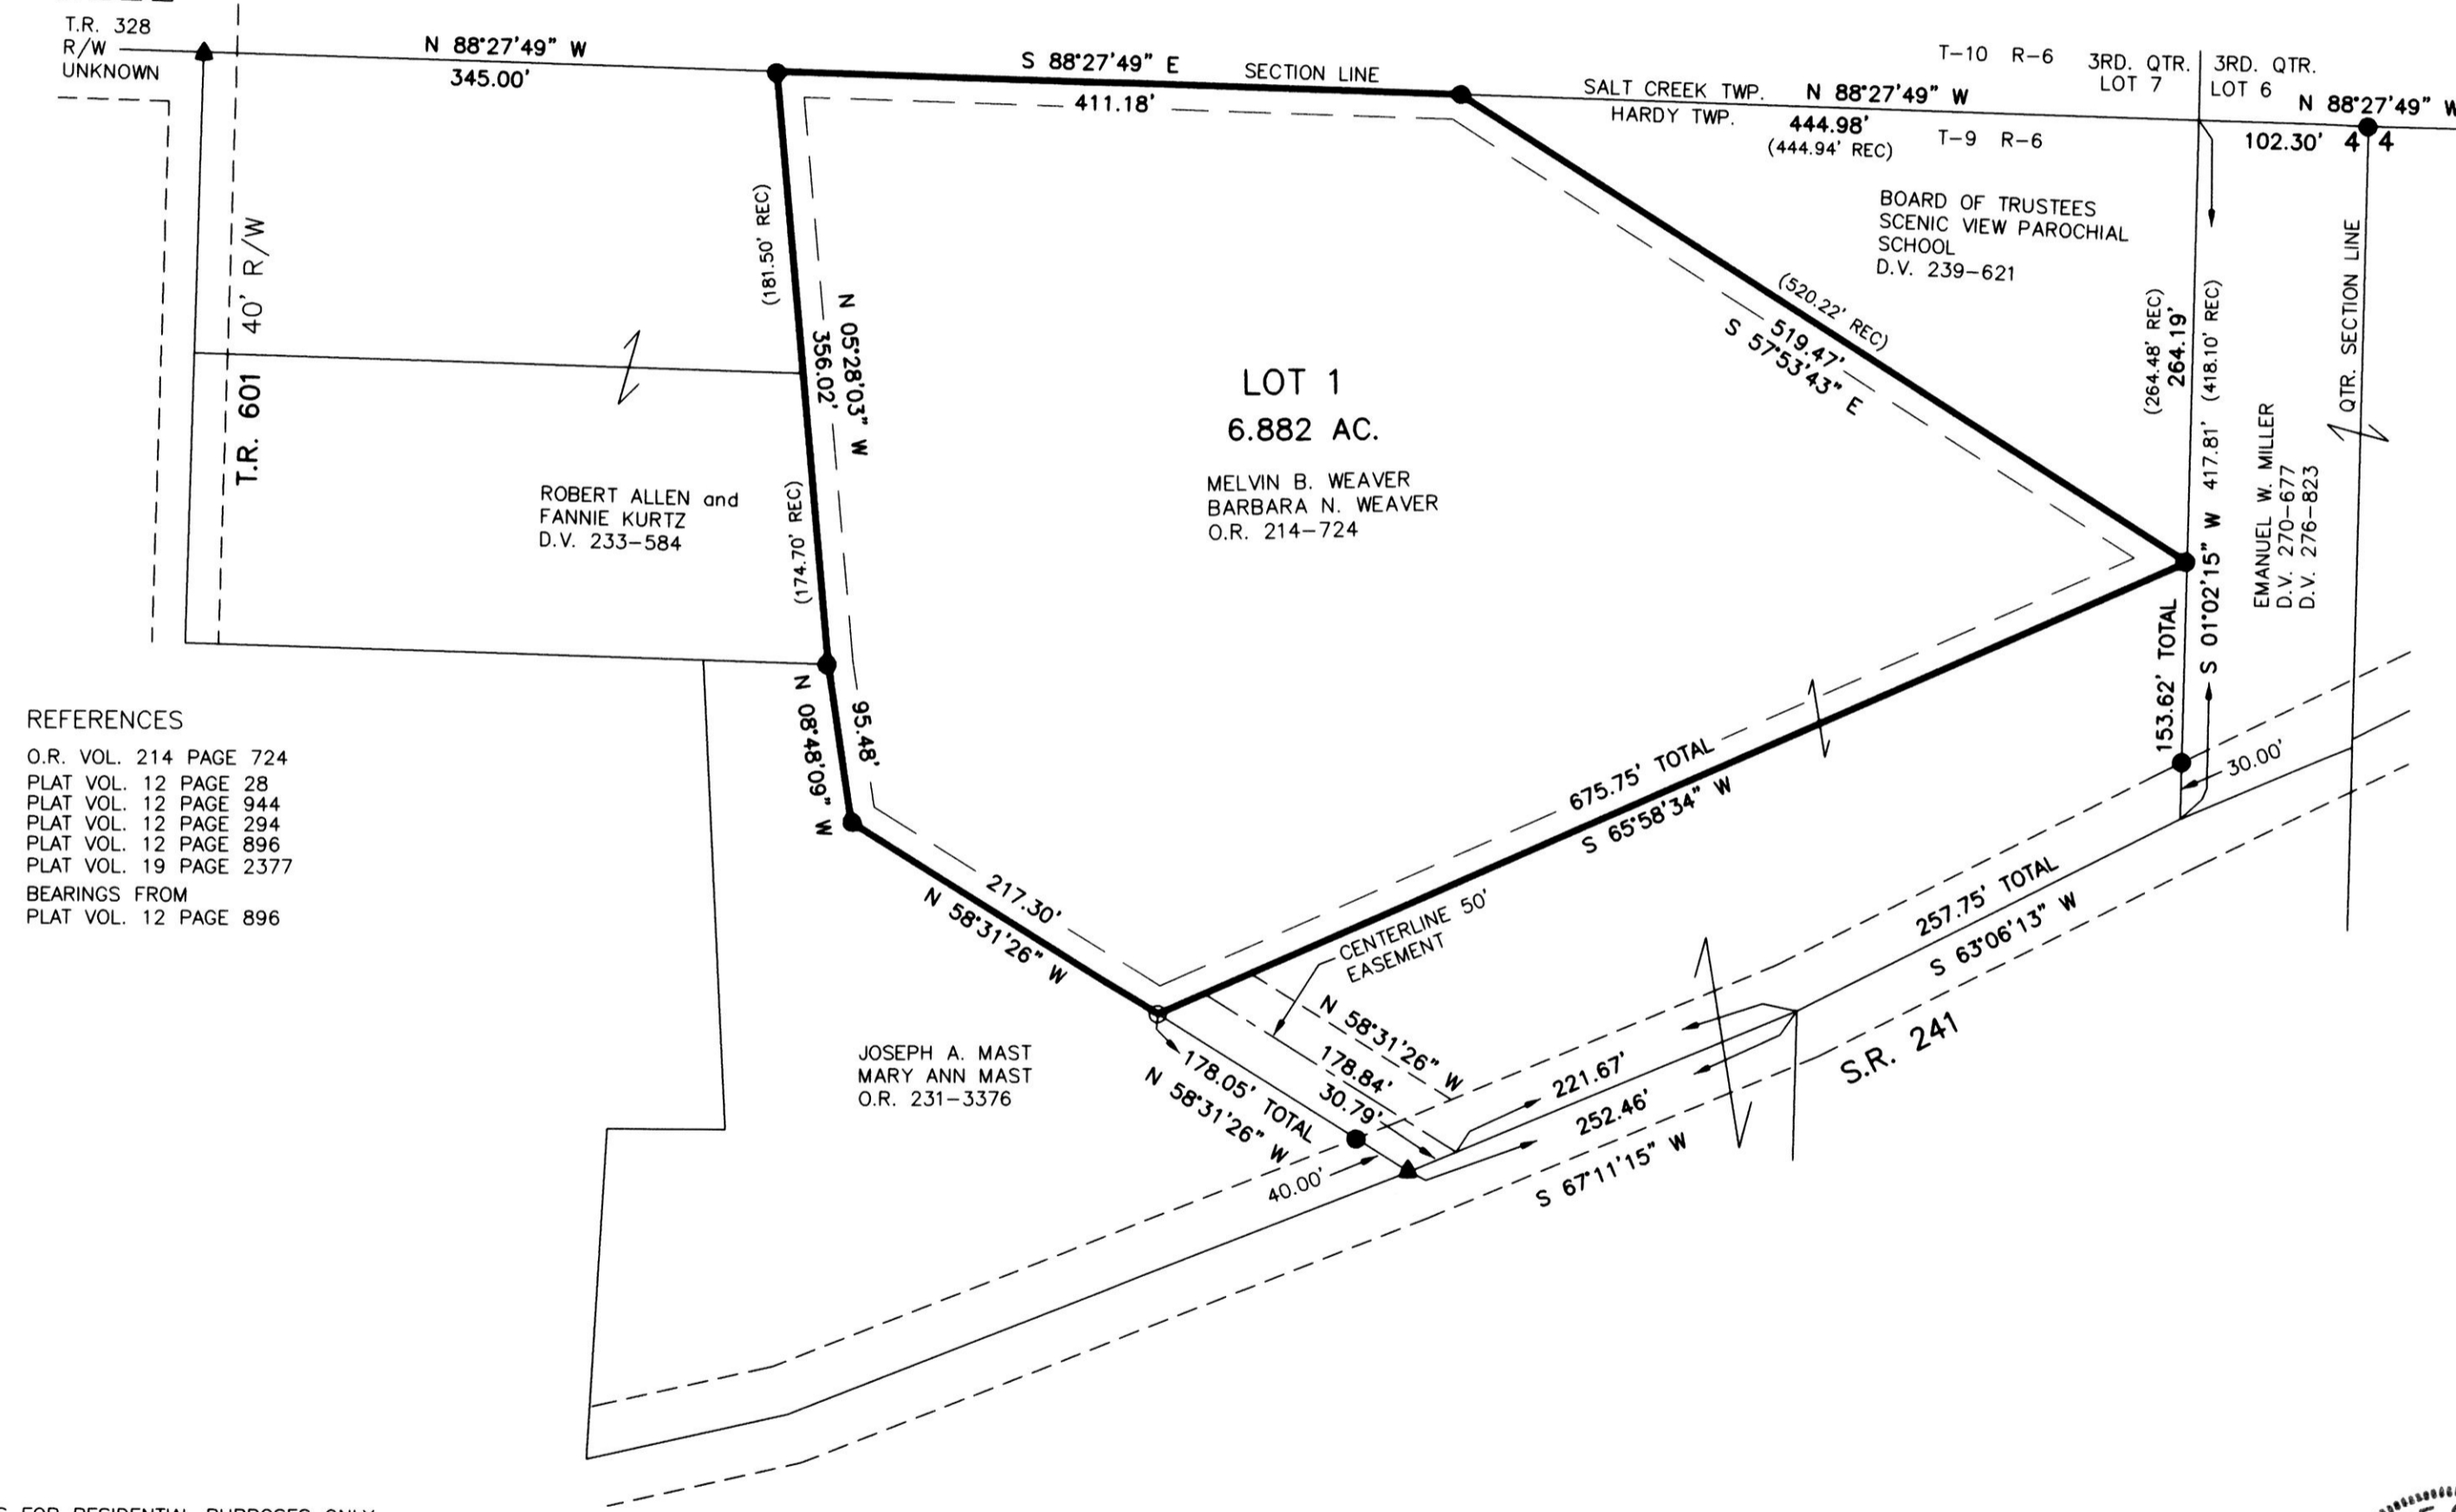 T.R. 328
R/W
UNKNOWN
N 88°27'49" W
345.00'
S 88°27'49" E
SECTION LINE
411.18'
SALT CREEK TWP.
HARDY TWP.
N 88°27'49" W
444.98'
(444.94' REC)
T-10 R-6
T-9 R-6
3RD. QTR.
LOT 7
3RD. QTR.
LOT 6
N 88°27'49" W
102.30'
4 4
T.R. 601 40' R/W
(181.50' REC)
N 05°28'03" W
356.02'
(174.70' REC)
BOARD OF TRUSTEES
SCENIC VIEW PAROCHIAL
SCHOOL
D.V. 239-621
(520.22' REC)
519.47'
S 57°53'43" E
(264.48' REC)
264.19'
S 01°02'15" W 417.81' (418.10' REC)
QTR. SECTION LINE
EMANUEL W. MILLER
D.V. 270-677
D.V. 276-823
LOT 1
6.882 AC.
MELVIN B. WEAVER
BARBARA N. WEAVER
O.R. 214-724
ROBERT ALLEN and
FANNIE KURTZ
D.V. 233-584
153.62' TOTAL
30.00'
REFERENCES
O.R. VOL. 214 PAGE 724
PLAT VOL. 12 PAGE 28
PLAT VOL. 12 PAGE 944
PLAT VOL. 12 PAGE 294
PLAT VOL. 12 PAGE 896
PLAT VOL. 19 PAGE 2377
BEARINGS FROM
PLAT VOL. 12 PAGE 896
N 08°48'09" W
95.48'
217.30'
N 58°31'26" W
675.75' TOTAL
S 65°58'34" W
CENTERLINE 50'
EASEMENT
N 58°31'26" W
178.84'
30.79'
178.05' TOTAL
N 58°31'26" W
257.75' TOTAL
S 63°06'13" W
221.67'
252.46'
S 67°11'15" W
S.R. 241
40.00'
JOSEPH A. MAST
MARY ANN MAST
O.R. 231-3376
FOR RESIDENTIAL PURPOSES ONLY